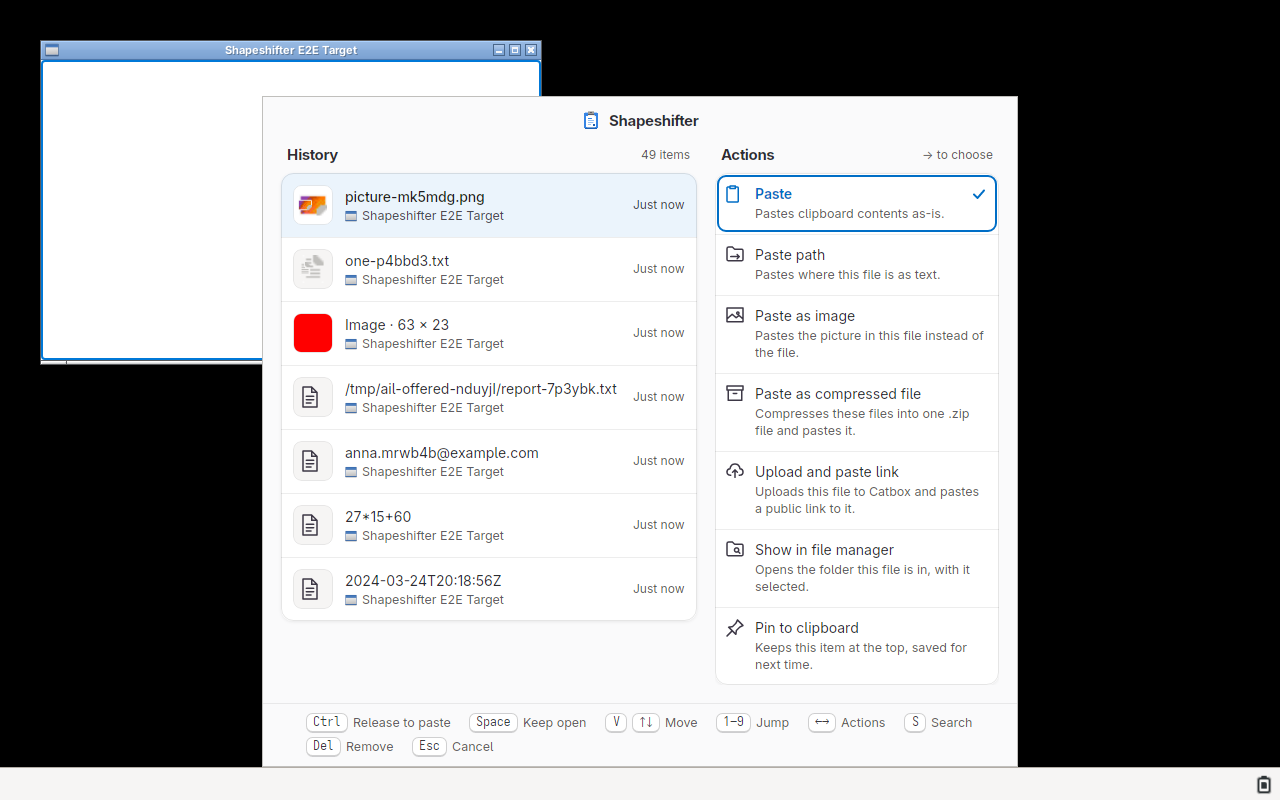 Shapeshifter E2E Target
Shapeshifter
History
49 items
picture-mk5mdg.png
Shapeshifter E2E Target
Just now
one-p4bbd3.txt
Shapeshifter E2E Target
Just now
Image · 63 × 23
Shapeshifter E2E Target
Just now
/tmp/ail-offered-nduyjl/report-7p3ybk.txt
Shapeshifter E2E Target
Just now
anna.mrwb4b@example.com
Shapeshifter E2E Target
Just now
27*15+60
Shapeshifter E2E Target
Just now
2024-03-24T20:18:56Z
Shapeshifter E2E Target
Just now
Actions
→ to choose
Paste
Pastes clipboard contents as-is.
Paste path
Pastes where this file is as text.
Paste as image
Pastes the picture in this file instead of
the file.
Paste as compressed file
Compresses these files into one .zip
file and pastes it.
Upload and paste link
Uploads this file to Catbox and pastes
a public link to it.
Show in file manager
Opens the folder this file is in, with it
selected.
Pin to clipboard
Keeps this item at the top, saved for
next time.
Ctrl Release to paste Space Keep open V ↑↓ Move 1–9 Jump ←→ Actions S Search
Del Remove Esc Cancel